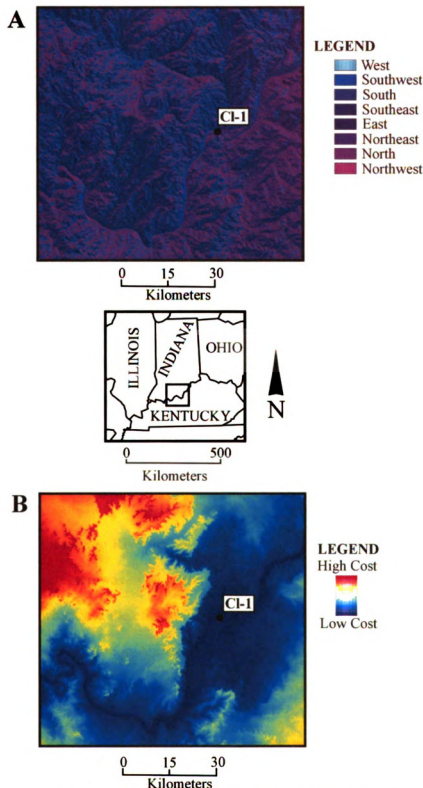 A
LEGEND
West
Southwest
South
Southeast
East
Northeast
North
Northwest
Cl-1
0 15 30
Kilometers
ILLINOIS
INDIANA
OHIO
KENTUCKY
N
0 500
Kilometers
B
LEGEND
High Cost
Low Cost
Cl-1
0 15 30
Kilometers